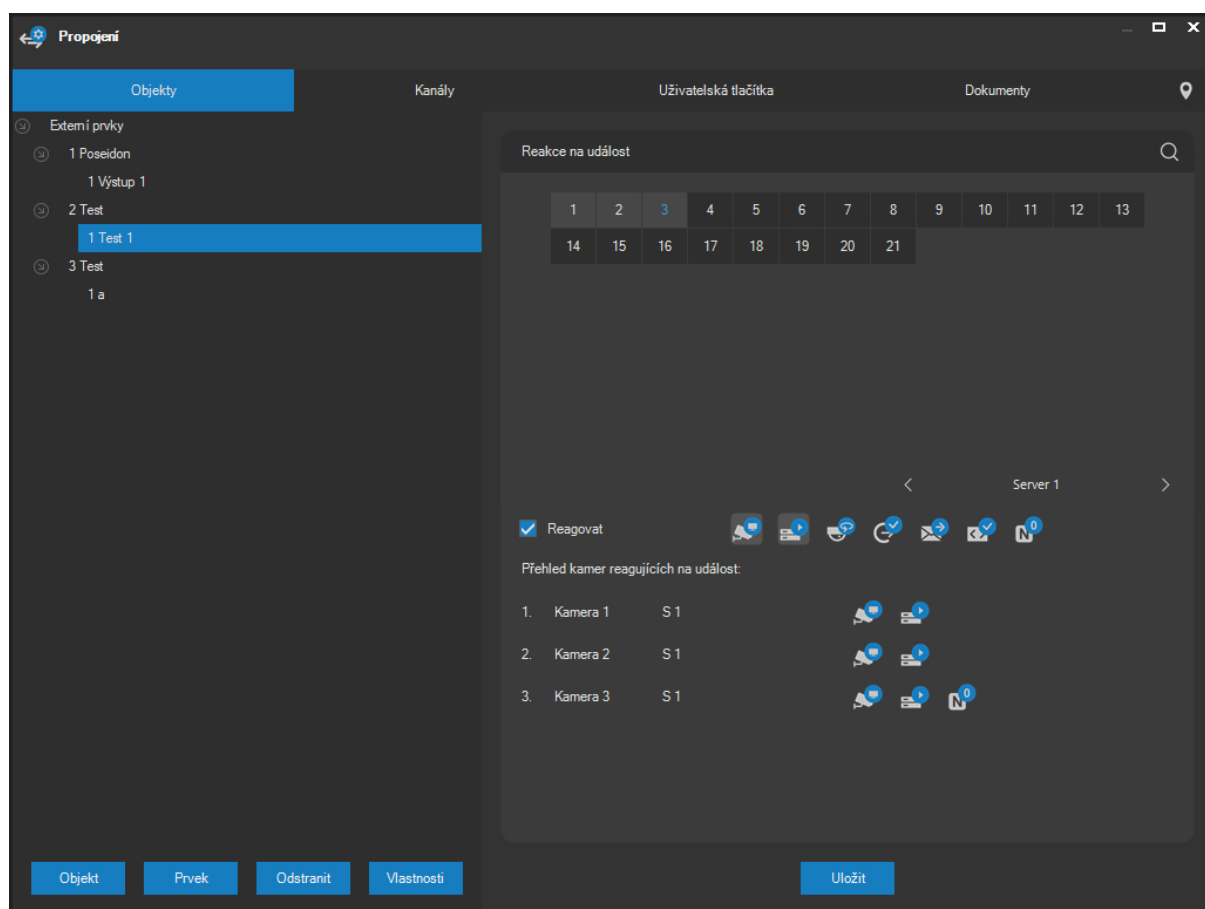 Propojení
Objekty Kanály Uživatelská tlačítka Dokumenty
Externí prvky
1 Poseidon
1 Výstup 1
2 Test
1 Test 1
3 Test
1 a
Reakce na událost
1 2 3 4 5 6 7 8 9 10 11 12 13
14 15 16 17 18 19 20 21
Server 1
Reagovat N 0
Přehled kamer reagujících na událost:
1. Kamera 1 S 1
2. Kamera 2 S 1
3. Kamera 3 S 1 N 0
Objekt Prvek Odstranit Vlastnosti Uložit